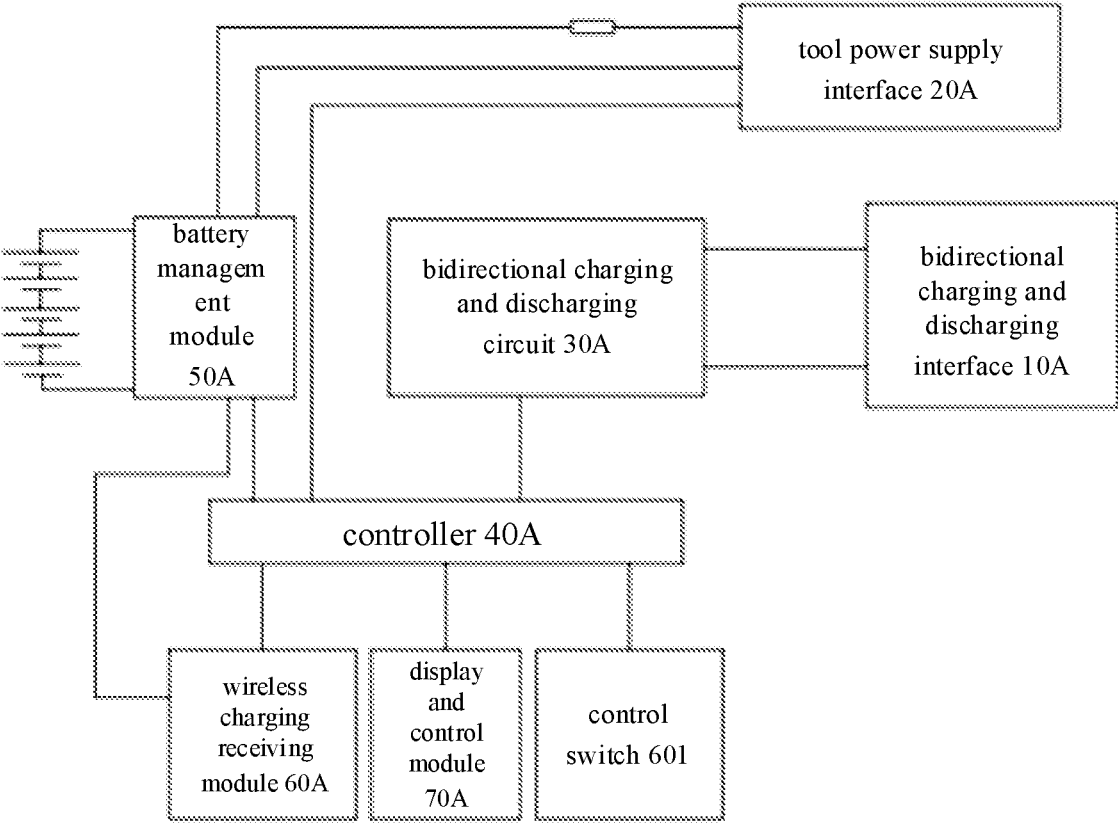 tool power supply
interface 20A
battery
managem
ent
module
50A
bidirectional charging
and discharging
circuit 30A
bidirectional
charging and
discharging
interface 10A
controller 40A
wireless
charging
receiving
module 60A
display
and
control
module
70A
control
switch 601